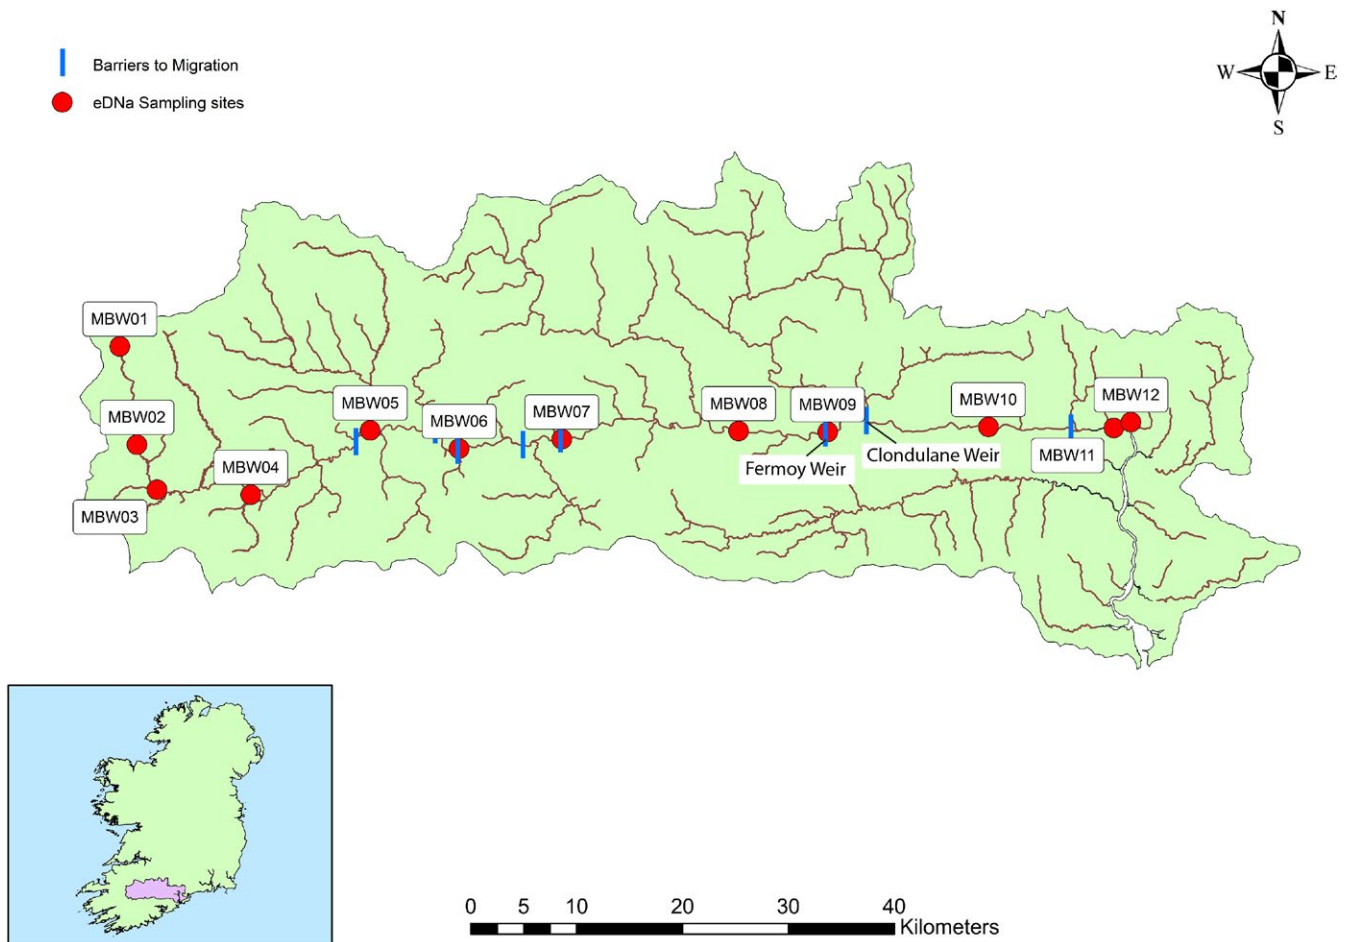 N
W E
S
Barriers to Migration
eDNa Sampling sites
MBW01
MBW02
MBW03
MBW04
MBW05
MBW06
MBW07
MBW08
MBW09
MBW10
MBW11
MBW12
Fermoy Weir
Clondulane Weir
0 5 10 20 30 40
Kilometers